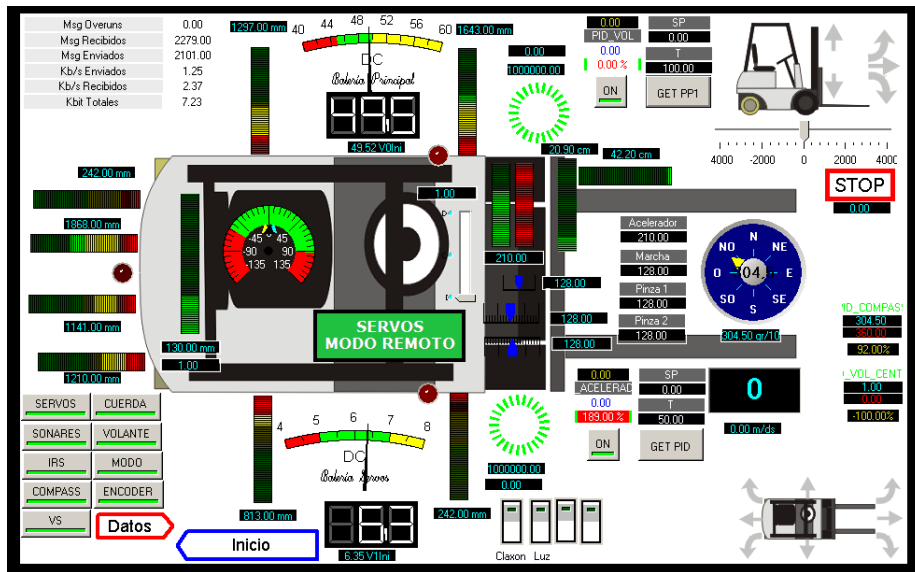 Msg Overuns 0.00
Msg Recibidos 2279.00
Msg Enviados 2101.00
Kb/s Enviados 1.25
Kb/s Recibidos 2.37
Kbit Totales 7.23
1297.00 mm
40 44 48 52 56 60
DC
Batería Principal
49.52 V0Ini
1643.00 mm
0.00
1000000.00
0.00
PID_VOL
0.00
0.00 %
ON
SP
0.00
T
100.00
GET PP1
4000 2000 0 2000 4000
STOP
0.00
20.90 cm
42.20 cm
242.00 mm
1868.00 mm
1141.00 mm
1210.00 mm
-45 45
-90 90
-135 135
130.00 mm
1.00
1.00
SERVOS
MODO REMOTO
210.00
128.00
128.00
128.00
Acelerador
210.00
Marcha
128.00
Pinza 1
128.00
Pinza 2
128.00
N
NO NE
O 04. E
SO SE
S
304.50 gr/10
ID_COMPAS
304.50
360.00
92.00%
_VOL_CENT
1.00
0.00
-100.00%
SERVOS CUERDA
SONARES VOLANTE
IRS MODO
COMPASS ENCODER
VS
Datos
Inicio
813.00 mm
4 5 6 7 8
DC
Batería Servos
6.35 V1Ini
242.00 mm
1000000.00
0.00
0.00
_ACELERAD
0.00
189.00 %
ON
SP
0.00
T
50.00
GET PID
0
0.00 m/ds
Claxon Luz